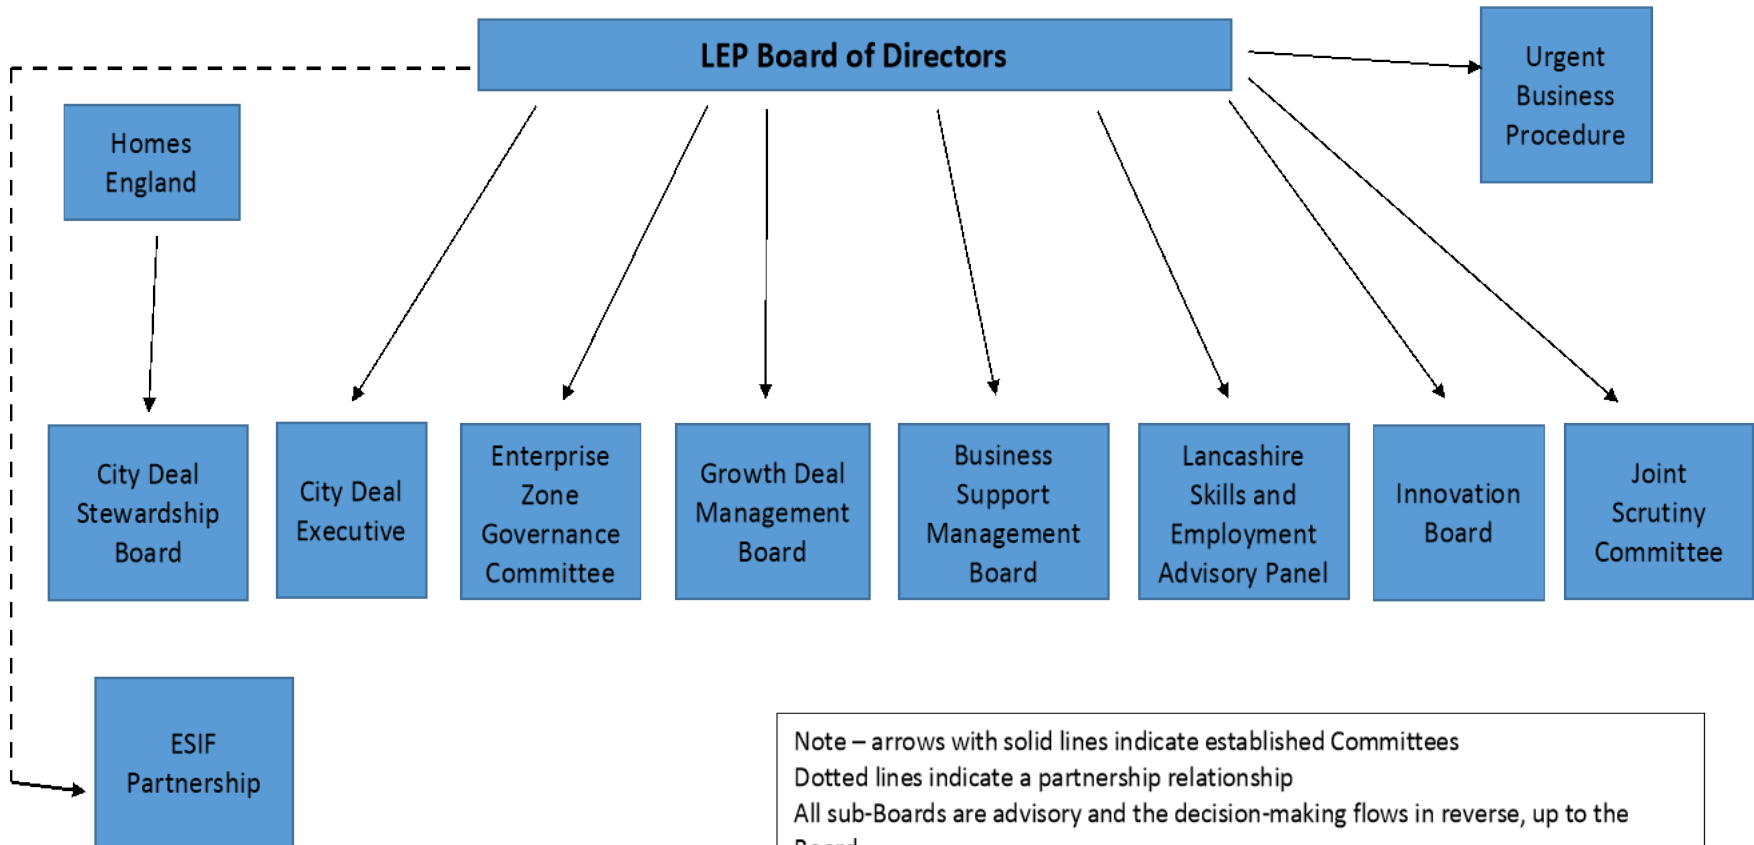 LEP Board of Directors
Urgent
Business
Procedure
Homes
England
City Deal
Stewardship
Board
City Deal
Executive
Enterprise
Zone
Governance
Committee
Growth Deal
Management
Board
Business
Support
Management
Board
Lancashire
Skills and
Employment
Advisory Panel
Innovation
Board
Joint
Scrutiny
Committee
ESIF
Partnership
Note – arrows with solid lines indicate established Committees
Dotted lines indicate a partnership relationship
All sub-Boards are advisory and the decision-making flows in reverse, up to the